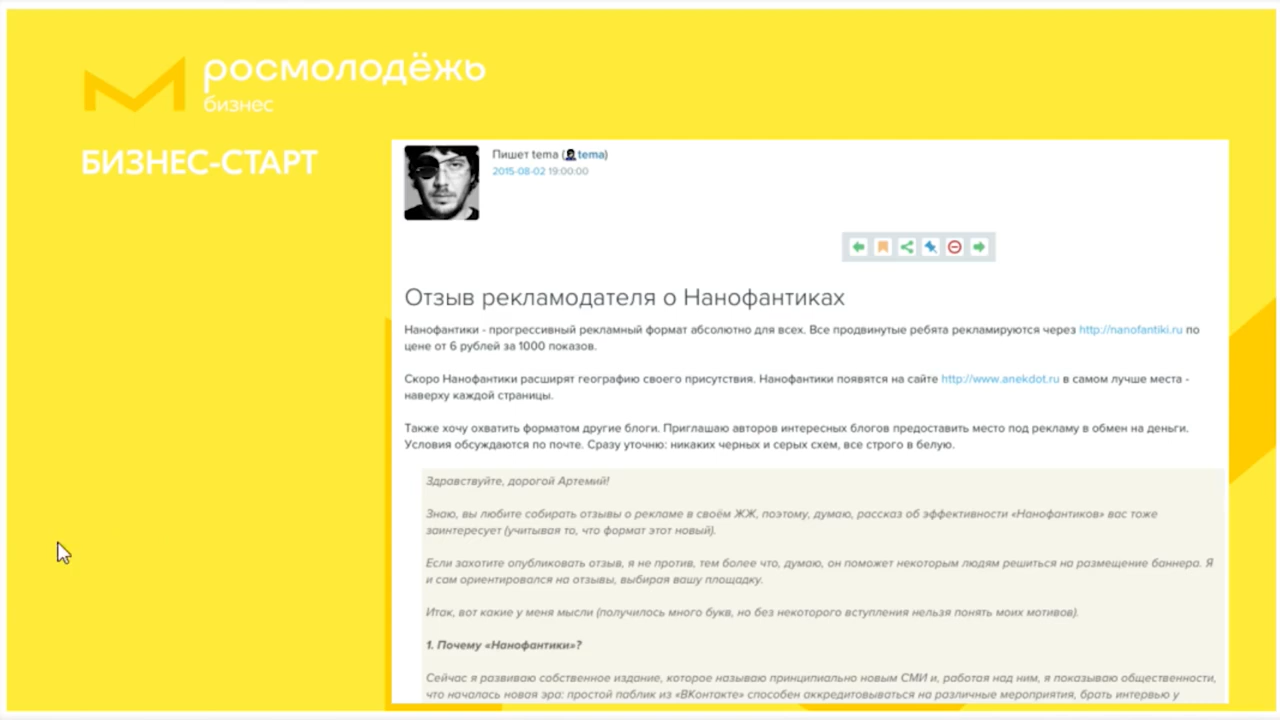 росмолодёжь
бизнес
БИЗНЕС-СТАРТ
Пишет tema (tema)
2015-08-02 19:00:00
Отзыв рекламодателя о Нанофантиках
Нанофантики - прогрессивный рекламный формат абсолютно для всех. Все продвинутые ребята рекламируются через http://nanofantiki.ru по
цене от 6 рублей за 1000 показов.
Скоро Нанофантики расширят географию своего присутствия. Нанофантики появятся на сайте http://www.anekdot.ru в самом лучше места -
наверху каждой страницы.
Также хочу охватить форматом другие блоги. Приглашаю авторов интересных блогов предоставить место под рекламу в обмен на деньги.
Условия обсуждаются по почте. Сразу уточню: никаких черных и серых схем, все строго в белую.
Здравствуйте, дорогой Артемий!
Знаю, вы любите собирать отзывы о рекламе в своём ЖЖ, поэтому, думаю, рассказ об эффективности «Нанофантиков» вас тоже
заинтересует (учитывая то, что формат этот новый).
Если захотите опубликовать отзыв, я не против, тем более что, думаю, он поможет некоторым людям решиться на размещение баннера. Я
и сам ориентировался на отзывы, выбирая вашу площадку.
Итак, вот какие у меня мысли (получилось много букв, но без некоторого вступления нельзя понять моих мотивов).
1. Почему «Нанофантики»?
Сейчас я развиваю собственное издание, которое называю принципиально новым СМИ и, работая над ним, я показываю общественности,
что началась новая эра: простой паблик из «ВКонтакте» способен аккредитовываться на различные мероприятия, брать интервью у